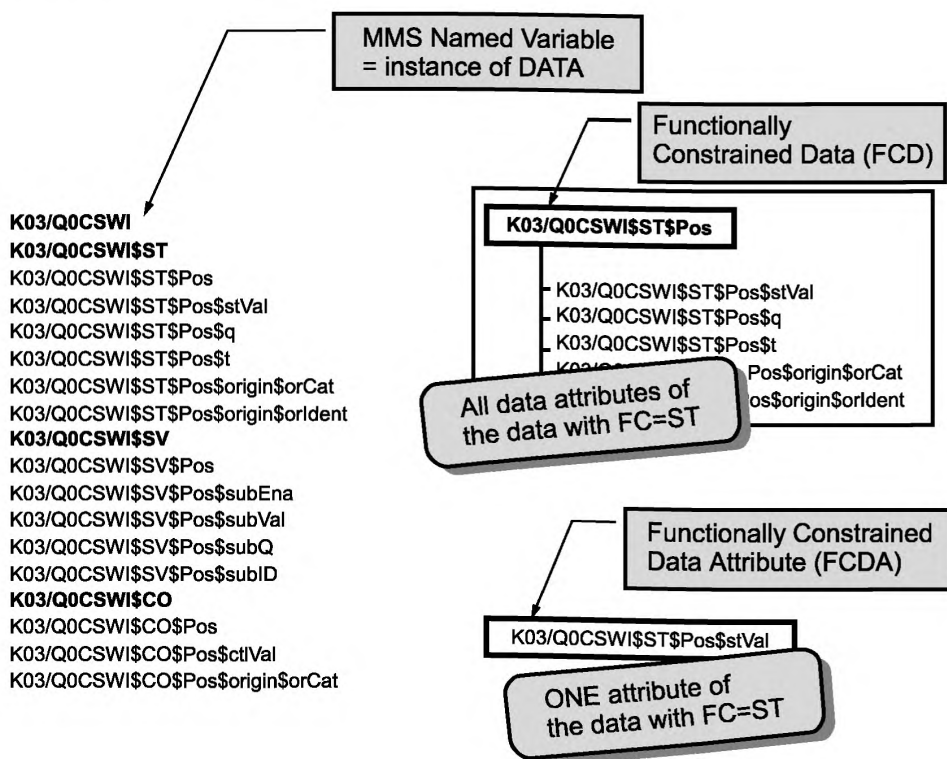 MMS Named Variable
= instance of DATA
Functionally
Constrained Data (FCD)
K03/Q0CSWI
K03/Q0CSWI$ST
K03/Q0CSWI$ST$Pos
K03/Q0CSWI$ST$Pos$stVal
K03/Q0CSWI$ST$Pos$q
K03/Q0CSWI$ST$Pos$t
K03/Q0CSWI$ST$Pos$origin$orCat
K03/Q0CSWI$ST$Pos$origin$orIdent
K03/Q0CSWI$SV
K03/Q0CSWI$SV$Pos
K03/Q0CSWI$SV$Pos$subEna
K03/Q0CSWI$SV$Pos$subVal
K03/Q0CSWI$SV$Pos$subQ
K03/Q0CSWI$SV$Pos$subID
K03/Q0CSWI$CO
K03/Q0CSWI$CO$Pos
K03/Q0CSWI$CO$Pos$ctlVal
K03/Q0CSWI$CO$Pos$origin$orCat
K03/Q0CSWI$ST$Pos
K03/Q0CSWI$ST$Pos$stVal
K03/Q0CSWI$ST$Pos$q
K03/Q0CSWI$ST$Pos$t
Pos$origin$orCat
os$origin$orIdent
All data attributes of
the data with FC=ST
Functionally Constrained
Data Attribute (FCDA)
K03/Q0CSWI$ST$Pos$stVal
ONE attribute of
the data with FC=ST